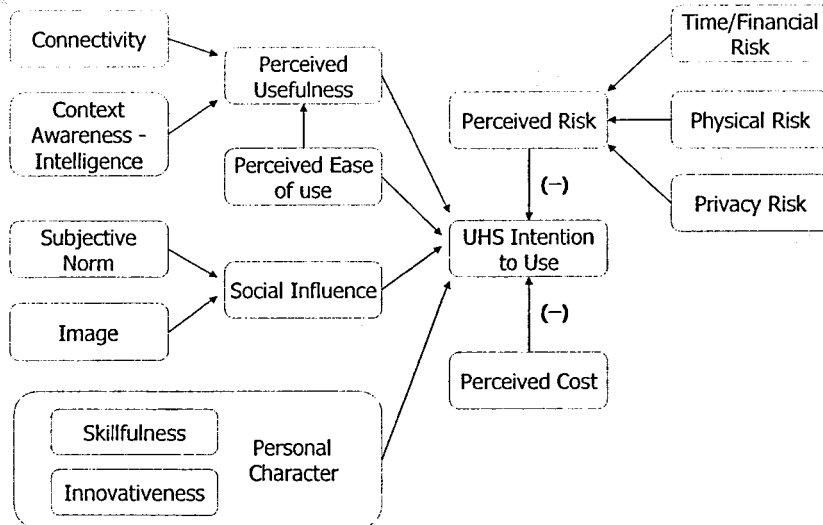 Connectivity
Context
Awareness -
Intelligence
Perceived
Usefulness
Perceived Ease
of use
Subjective
Norm
Image
Social Influence
Skillfulness
Innovativeness
Personal
Character
Time/Financial
Risk
Perceived Risk
Physical Risk
Privacy Risk
(−)
UHS Intention
to Use
(−)
Perceived Cost